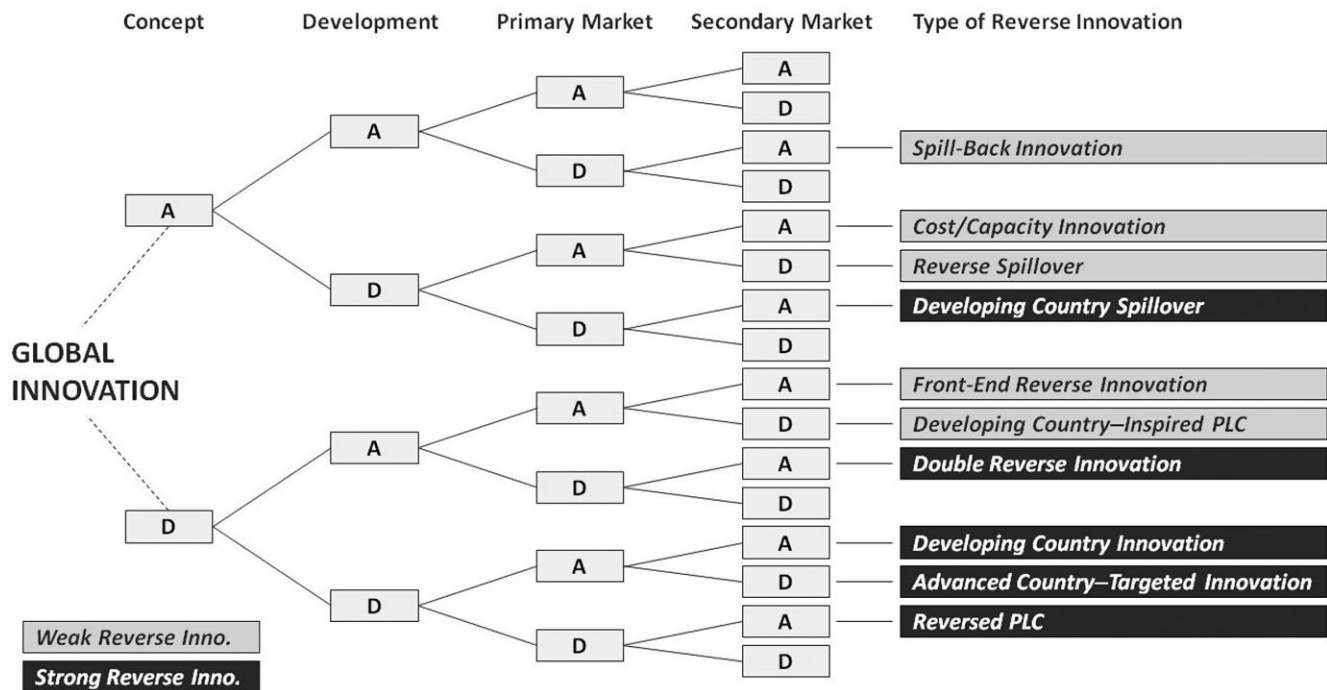 Concept Development Primary Market Secondary Market Type of Reverse Innovation
A
A
D
A
A Spill-Back Innovation
D
D
A
A Cost/Capacity Innovation
A
D Reverse Spillover
D
A Developing Country Spillover
D
D
GLOBAL
INNOVATION
A Front-End Reverse Innovation
A
D Developing Country–Inspired PLC
A
A Double Reverse Innovation
D
D
D
A Developing Country Innovation
A
D Advanced Country–Targeted Innovation
D
A Reversed PLC
D
D
Weak Reverse Inno.
Strong Reverse Inno.